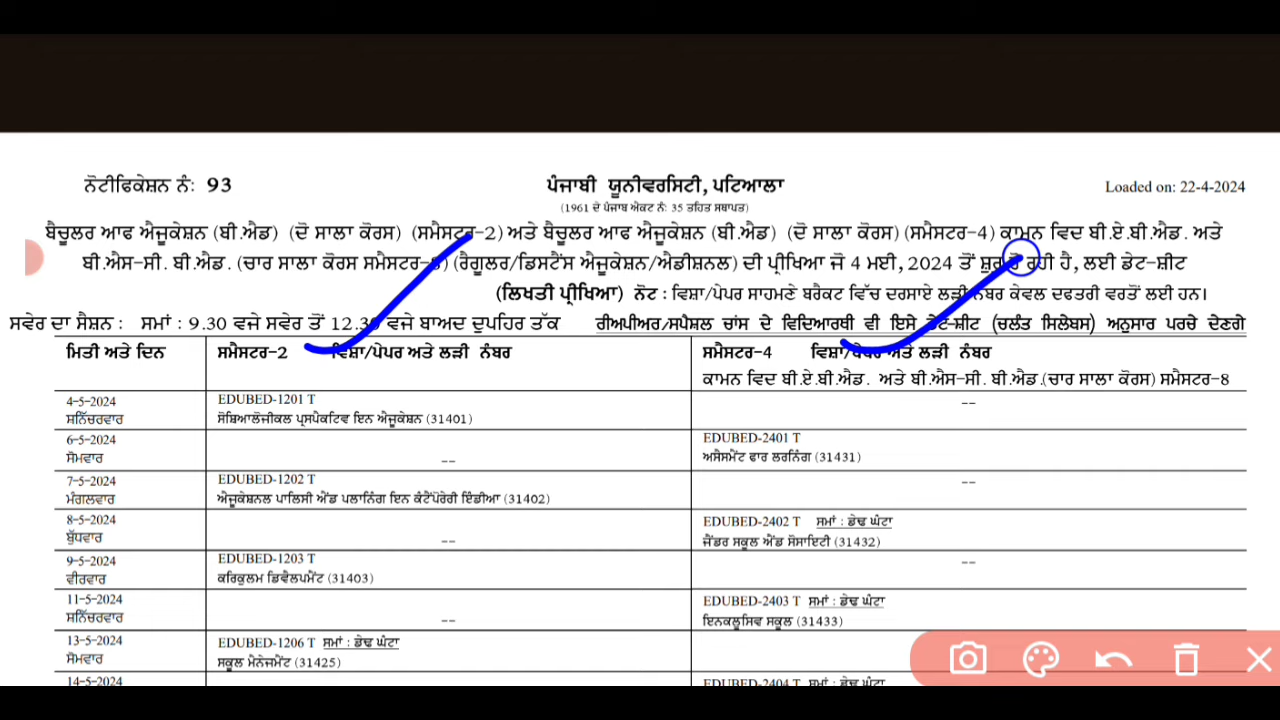 ਨੋਟੀਫਿਕੇਸ਼ਨ ਨੰ: 93
ਪੰਜਾਬੀ ਯੂਨੀਵਰਸਿਟੀ, ਪਟਿਆਲਾ
Loaded on: 22-4-2024
(1961 ਦੇ ਪੰਜਾਬ ਐਕਟ ਨੰ: 35 ਤਹਿਤ ਸਥਾਪਤ)
ਬੈਚੂਲਰ ਆਫ ਐਜੂਕੇਸ਼ਨ (ਬੀ.ਐਡ) (ਦੋ ਸਾਲਾ ਕੋਰਸ) (ਸਮੈਸਟਰ-2) ਅਤੇ ਬੈਚੂਲਰ ਆਫ ਐਜੂਕੇਸ਼ਨ (ਬੀ.ਐਡ) (ਦੋ ਸਾਲਾ ਕੋਰਸ) (ਸਮੈਸਟਰ-4) ਕਾਮਨ ਵਿਦ ਬੀ.ਏ.ਬੀ.ਐਡ. ਅਤੇ
ਬੀ.ਐਸ-ਸੀ. ਬੀ.ਐਡ. (ਚਾਰ ਸਾਲਾ ਕੋਰਸ ਸਮੈਸਟਰ-8) (ਰੈਗੂਲਰ/ਡਿਸਟੈਂਸ ਐਜੂਕੇਸ਼ਨ/ਐਡੀਸ਼ਨਲ) ਦੀ ਪ੍ਰੀਖਿਆ ਜੋ 4 ਮਈ, 2024 ਤੋਂ ਸ਼ੁਰੂ ਹੋ ਰਹੀ ਹੈ, ਲਈ ਡੇਟ-ਸ਼ੀਟ
(ਲਿਖਤੀ ਪ੍ਰੀਖਿਆ) ਨੋਟ : ਵਿਸ਼ਾ/ਪੇਪਰ ਸਾਹਮਣੇ ਬਰੈਕਟ ਵਿੱਚ ਦਰਸਾਏ ਲੜੀ ਨੰਬਰ ਕੇਵਲ ਦਫਤਰੀ ਵਰਤੋਂ ਲਈ ਹਨ।
ਸਵੇਰ ਦਾ ਸੈਸ਼ਨ : ਸਮਾਂ : 9.30 ਵਜੇ ਸਵੇਰ ਤੋਂ 12.30 ਵਜੇ ਬਾਅਦ ਦੁਪਹਿਰ ਤੱਕ ਰੀਅਪੀਅਰ/ਸਪੈਸ਼ਲ ਚਾਂਸ ਦੇ ਵਿਦਿਆਰਥੀ ਵੀ ਇਸੇ ਡੇਟ-ਸ਼ੀਟ (ਚਲੰਤ ਸਿਲੇਬਸ) ਅਨੁਸਾਰ ਪਰਚੇ ਦੇਣਗੇ
ਮਿਤੀ ਅਤੇ ਦਿਨ ਸਮੈਸਟਰ-2 ਵਿਸ਼ਾ/ਪੇਪਰ ਅਤੇ ਲੜੀ ਨੰਬਰ ਸਮੈਸਟਰ-4 ਵਿਸ਼ਾ/ਪੇਪਰ ਅਤੇ ਲੜੀ ਨੰਬਰ
ਕਾਮਨ ਵਿਦ ਬੀ.ਏ.ਬੀ.ਐਡ. ਅਤੇ ਬੀ.ਐਸ-ਸੀ. ਬੀ.ਐਡ.(ਚਾਰ ਸਾਲਾ ਕੋਰਸ) ਸਮੈਸਟਰ-8
4-5-2024 EDUBED-1201 T --
ਸ਼ਨਿੱਚਰਵਾਰ ਸੋਸ਼ਿਆਲੋਜੀਕਲ ਪ੍ਰਸਪੈਕਟਿਵ ਇਨ ਐਜੂਕੇਸ਼ਨ (31401)
6-5-2024 EDUBED-2401 T
ਸੋਮਵਾਰ -- ਅਸੈਸਮੈਂਟ ਫਾਰ ਲਰਨਿੰਗ (31431)
7-5-2024 EDUBED-1202 T --
ਮੰਗਲਵਾਰ ਐਜੂਕੇਸ਼ਨਲ ਪਾਲਿਸੀ ਐਂਡ ਪਲਾਨਿੰਗ ਇਨ ਕੰਟੈਂਪੋਰੇਰੀ ਇੰਡੀਆ (31402)
8-5-2024 EDUBED-2402 T ਸਮਾਂ : ਡੇਢ ਘੰਟਾ
ਬੁੱਧਵਾਰ -- ਜੈਂਡਰ ਸਕੂਲ ਐਂਡ ਸੋਸਾਇਟੀ (31432)
9-5-2024 EDUBED-1203 T --
ਵੀਰਵਾਰ ਕਰਿਕੁਲਮ ਡਿਵੈਲਪਮੈਂਟ (31403)
11-5-2024 EDUBED-2403 T ਸਮਾਂ : ਡੇਢ ਘੰਟਾ
ਸ਼ਨਿੱਚਰਵਾਰ -- ਇਨਕਲੂਸਿਵ ਸਕੂਲ (31433)
13-5-2024 EDUBED-1206 T ਸਮਾਂ : ਡੇਢ ਘੰਟਾ
ਸੋਮਵਾਰ ਸਕੂਲ ਮੈਨੇਜਮੈਂਟ (31425)
14-5-2024 EDUBED-2404 T ਸਮਾਂ : ਡੇਢ ਘੰਟਾ